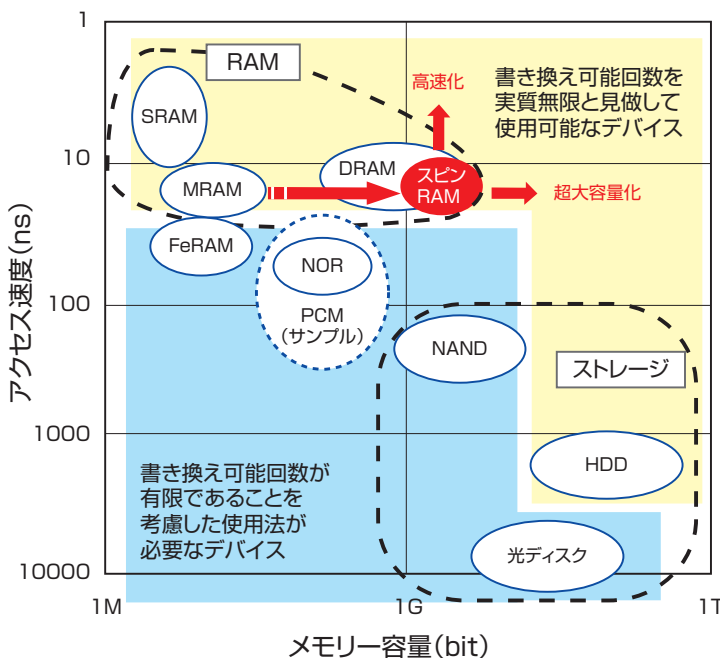 1
10
100
1000
10000
アクセス速度(ns)
RAM
高速化
書き換え可能回数を
実質無限と見做して
使用可能なデバイス
SRAM
DRAM
スピン
RAM
MRAM
超大容量化
FeRAM
NOR
PCM
(サンプル)
NAND
ストレージ
HDD
書き換え可能回数が
有限であることを
考慮した使用法が
必要なデバイス
光ディスク
1M
1G
1T
メモリー容量(bit)